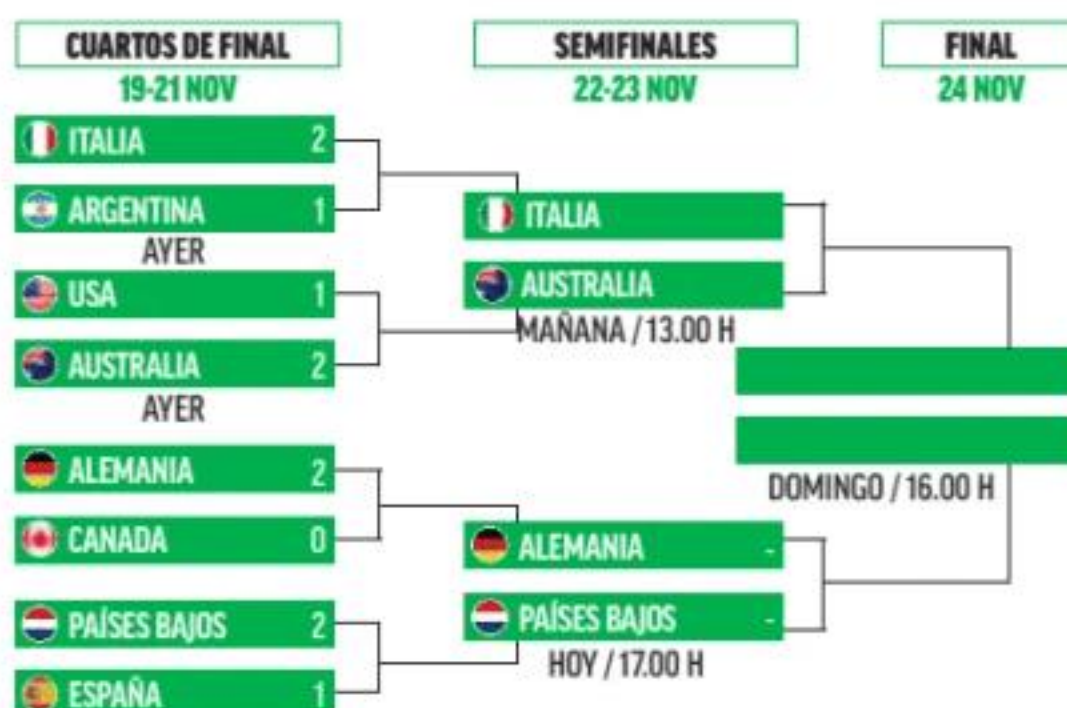 CUARTOS DE FINAL
19-21 NOV
ITALIA 2
ARGENTINA 1
AYER
USA 1
AUSTRALIA 2
AYER
ALEMANIA 2
CANADA 0
PAÍSES BAJOS 2
ESPAÑA 1
SEMIFINALES
22-23 NOV
ITALIA
AUSTRALIA
MAÑANA / 13.00 H
ALEMANIA -
PAÍSES BAJOS -
HOY / 17.00 H
FINAL
24 NOV
DOMINGO / 16.00 H